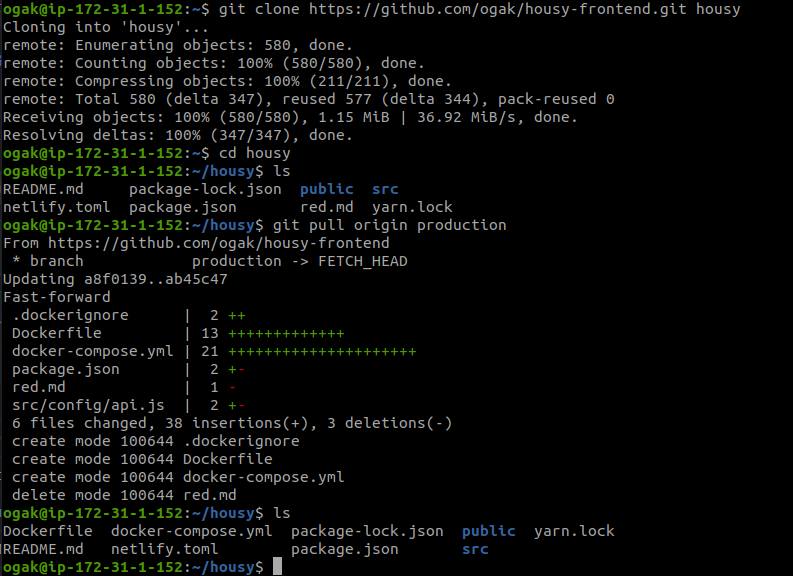 ogak@ip-172-31-1-152:~$ git clone https://github.com/ogak/housy-frontend.git housy
Cloning into 'housy'...
remote: Enumerating objects: 580, done.
remote: Counting objects: 100% (580/580), done.
remote: Compressing objects: 100% (211/211), done.
remote: Total 580 (delta 347), reused 577 (delta 344), pack-reused 0
Receiving objects: 100% (580/580), 1.15 MiB | 36.92 MiB/s, done.
Resolving deltas: 100% (347/347), done.
ogak@ip-172-31-1-152:~$ cd housy
ogak@ip-172-31-1-152:~/housy$ ls
README.md     package-lock.json  public  src
netlify.toml  package.json       red.md  yarn.lock
ogak@ip-172-31-1-152:~/housy$ git pull origin production
From https://github.com/ogak/housy-frontend
 * branch            production -> FETCH_HEAD
Updating a8f0139..ab45c47
Fast-forward
 .dockerignore      |  2 ++
 Dockerfile         | 13 +++++++++++++
 docker-compose.yml | 21 +++++++++++++++++++++
 package.json       |  2 +-
 red.md             |  1 -
 src/config/api.js  |  2 +-
 6 files changed, 38 insertions(+), 3 deletions(-)
 create mode 100644 .dockerignore
 create mode 100644 Dockerfile
 create mode 100644 docker-compose.yml
 delete mode 100644 red.md
ogak@ip-172-31-1-152:~/housy$ ls
Dockerfile  docker-compose.yml  package-lock.json  public  yarn.lock
README.md   netlify.toml        package.json       src
ogak@ip-172-31-1-152:~/housy$